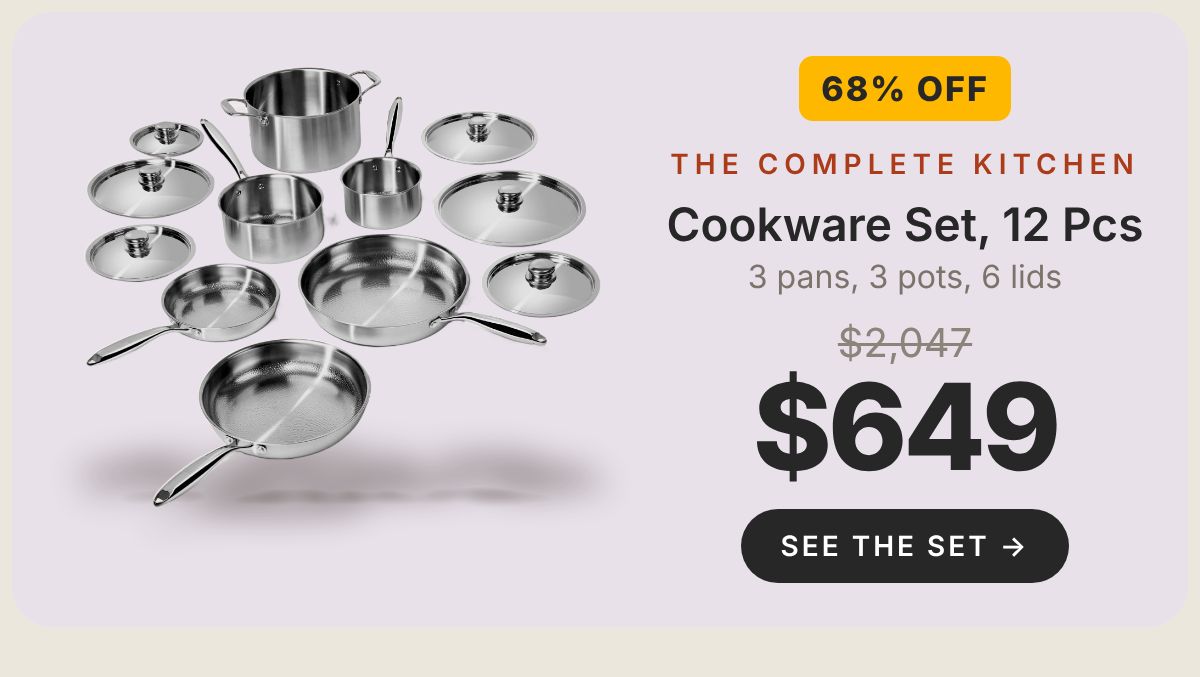 68% OFF
THE COMPLETE KITCHEN
Cookware Set, 12 Pcs
3 pans, 3 pots, 6 lids
$2,047
$649
SEE THE SET →